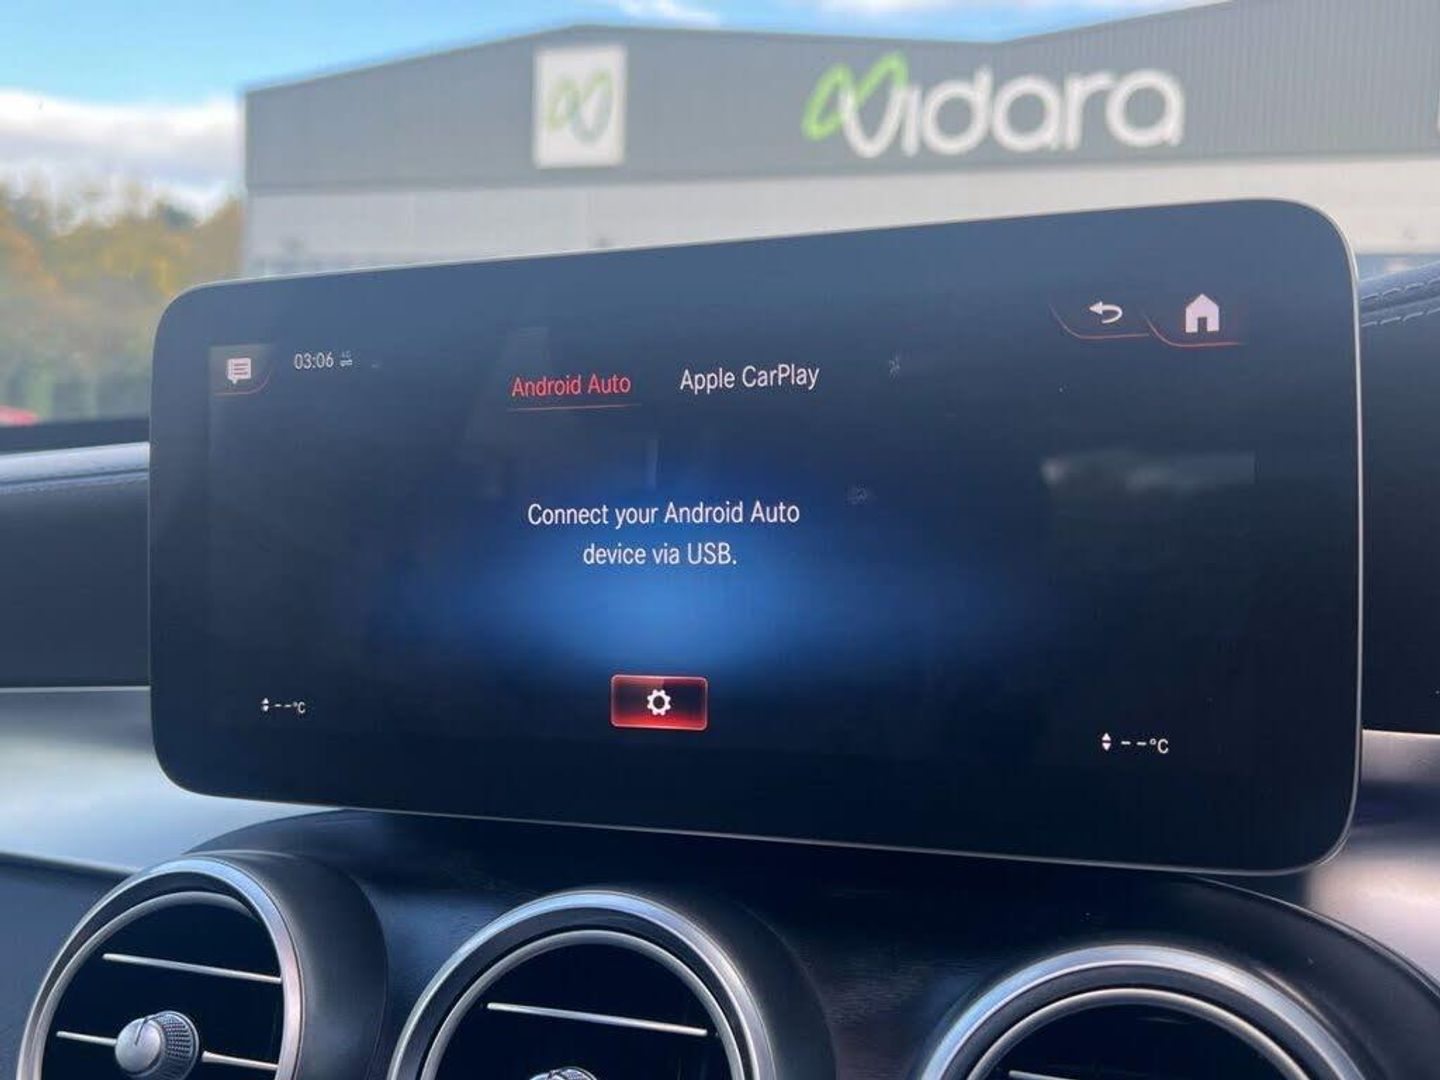 Vidara
03:06
Android Auto
Apple CarPlay
Connect your Android Auto
device via USB.
--°C
--°C